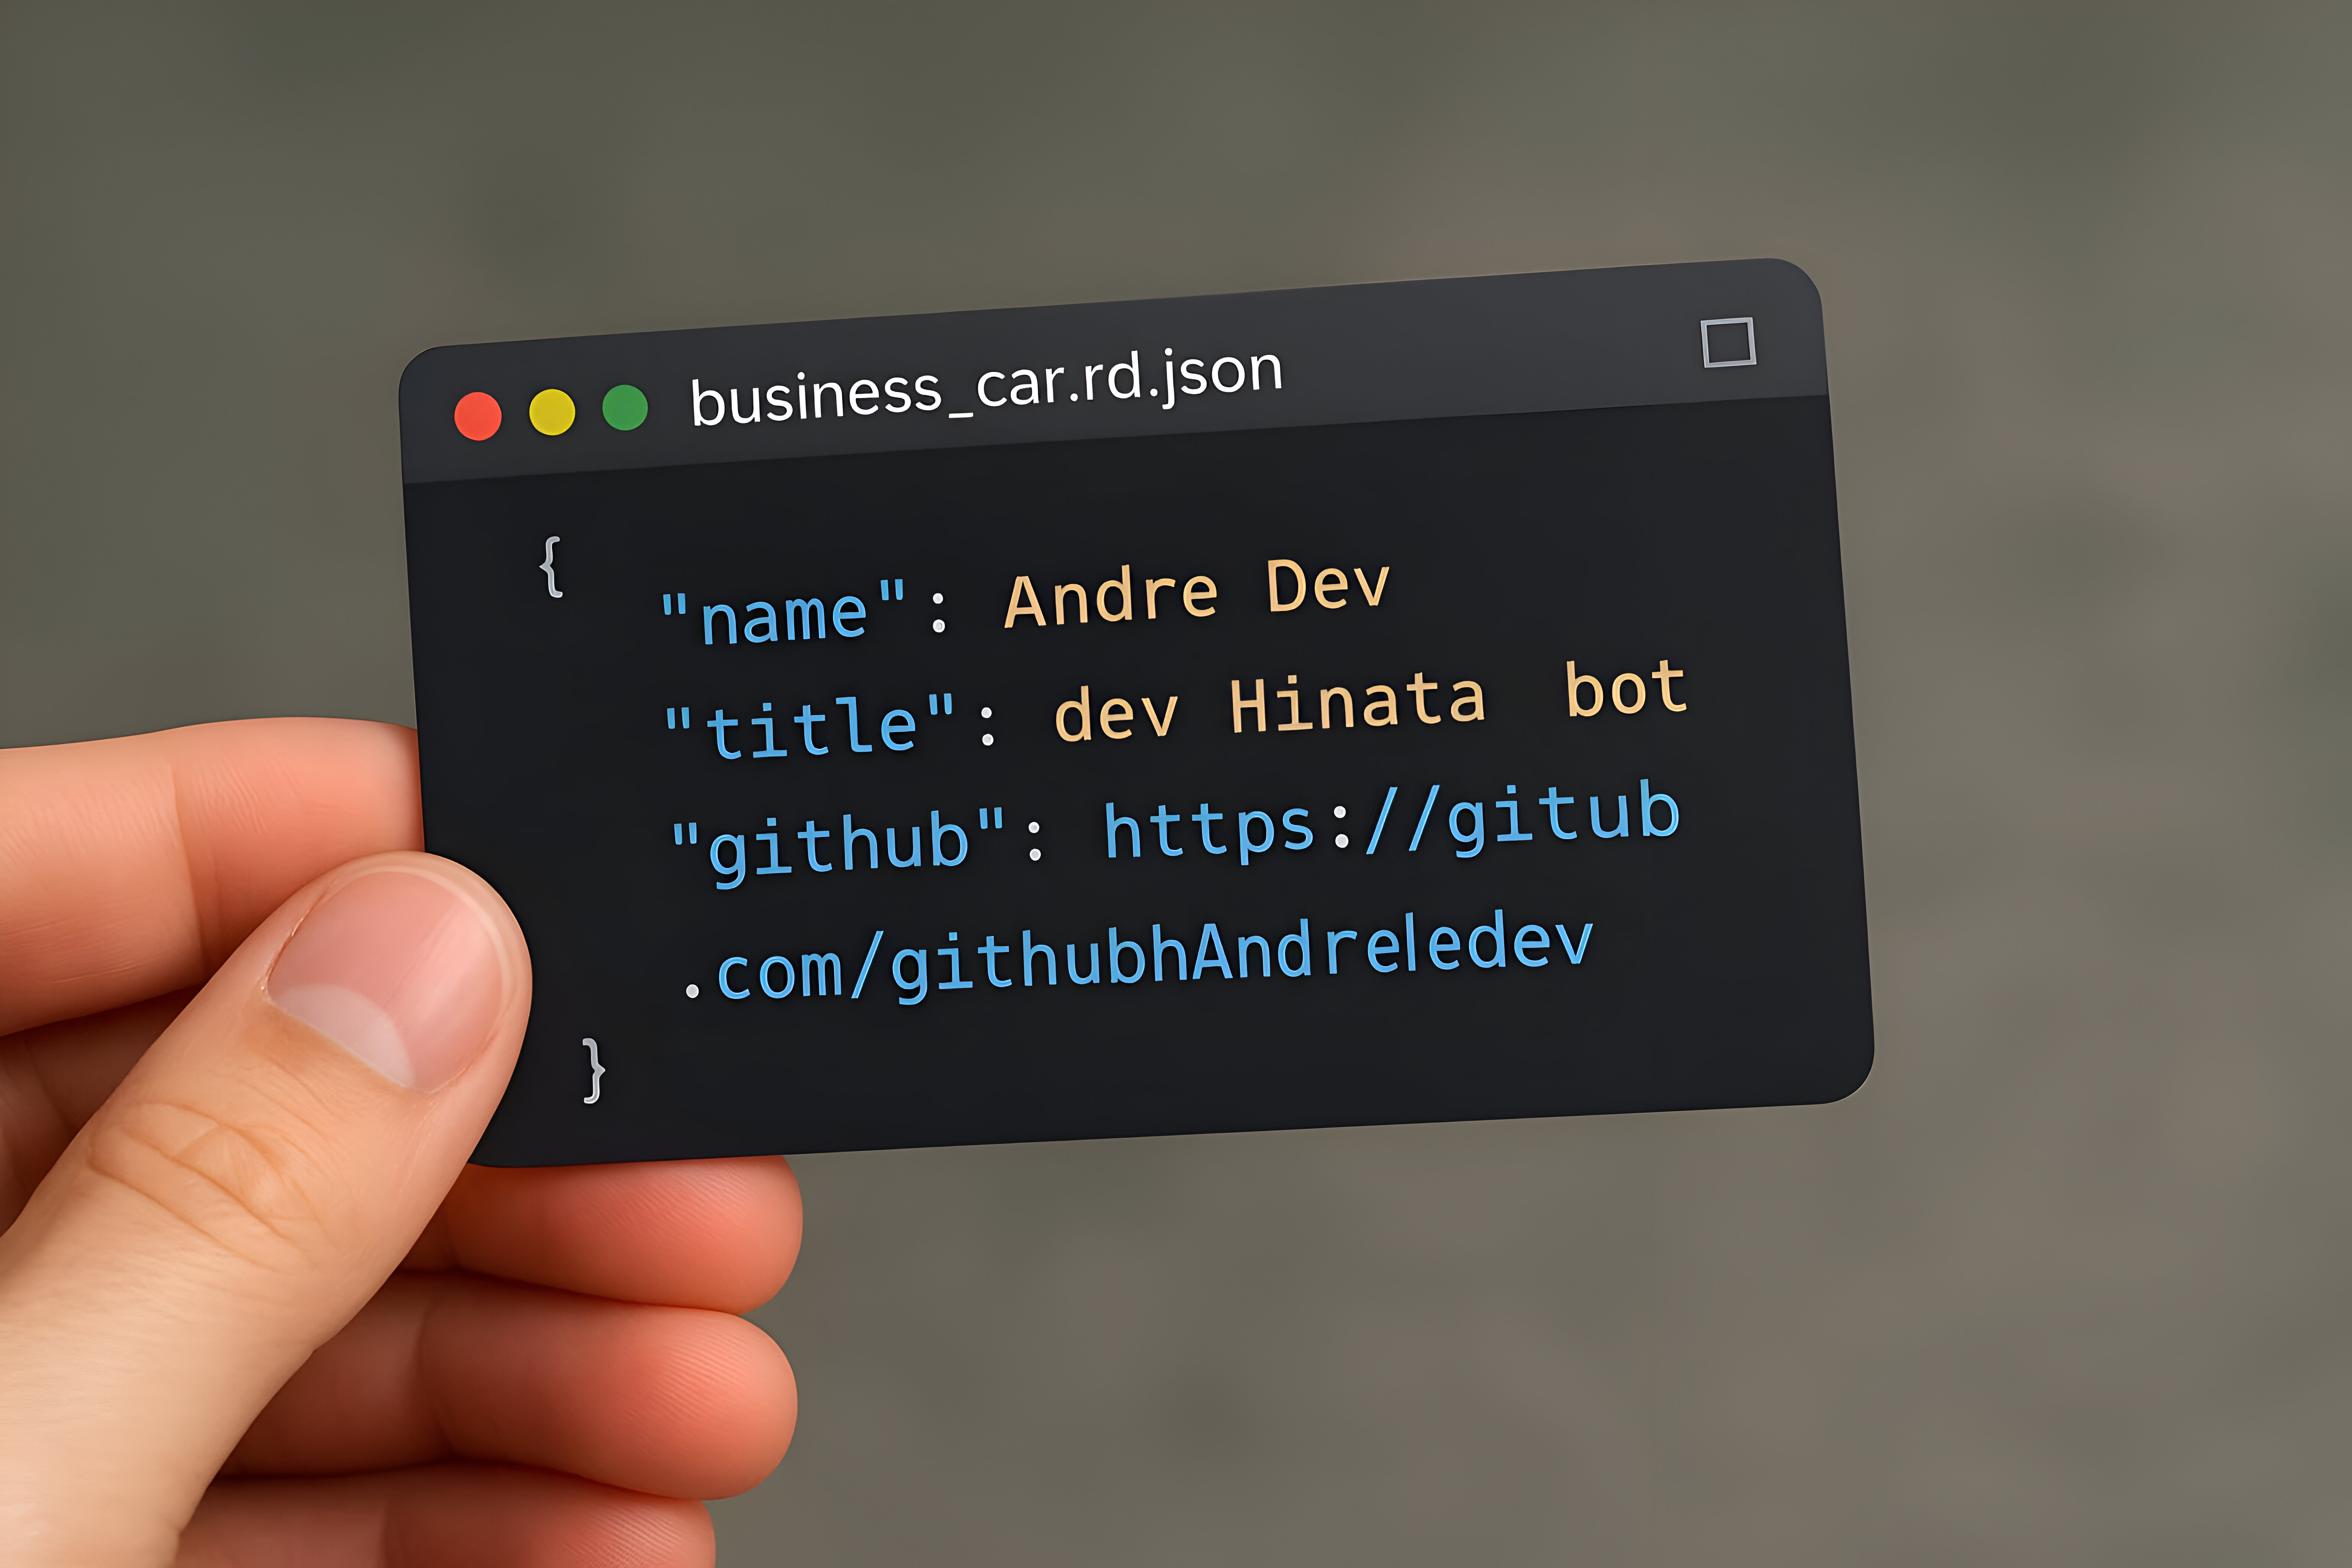 business_car.rd.json
{
"name": Andre Dev
"title": dev Hinata bot
"github": https://gitub
.com/githubhAndreledev
}